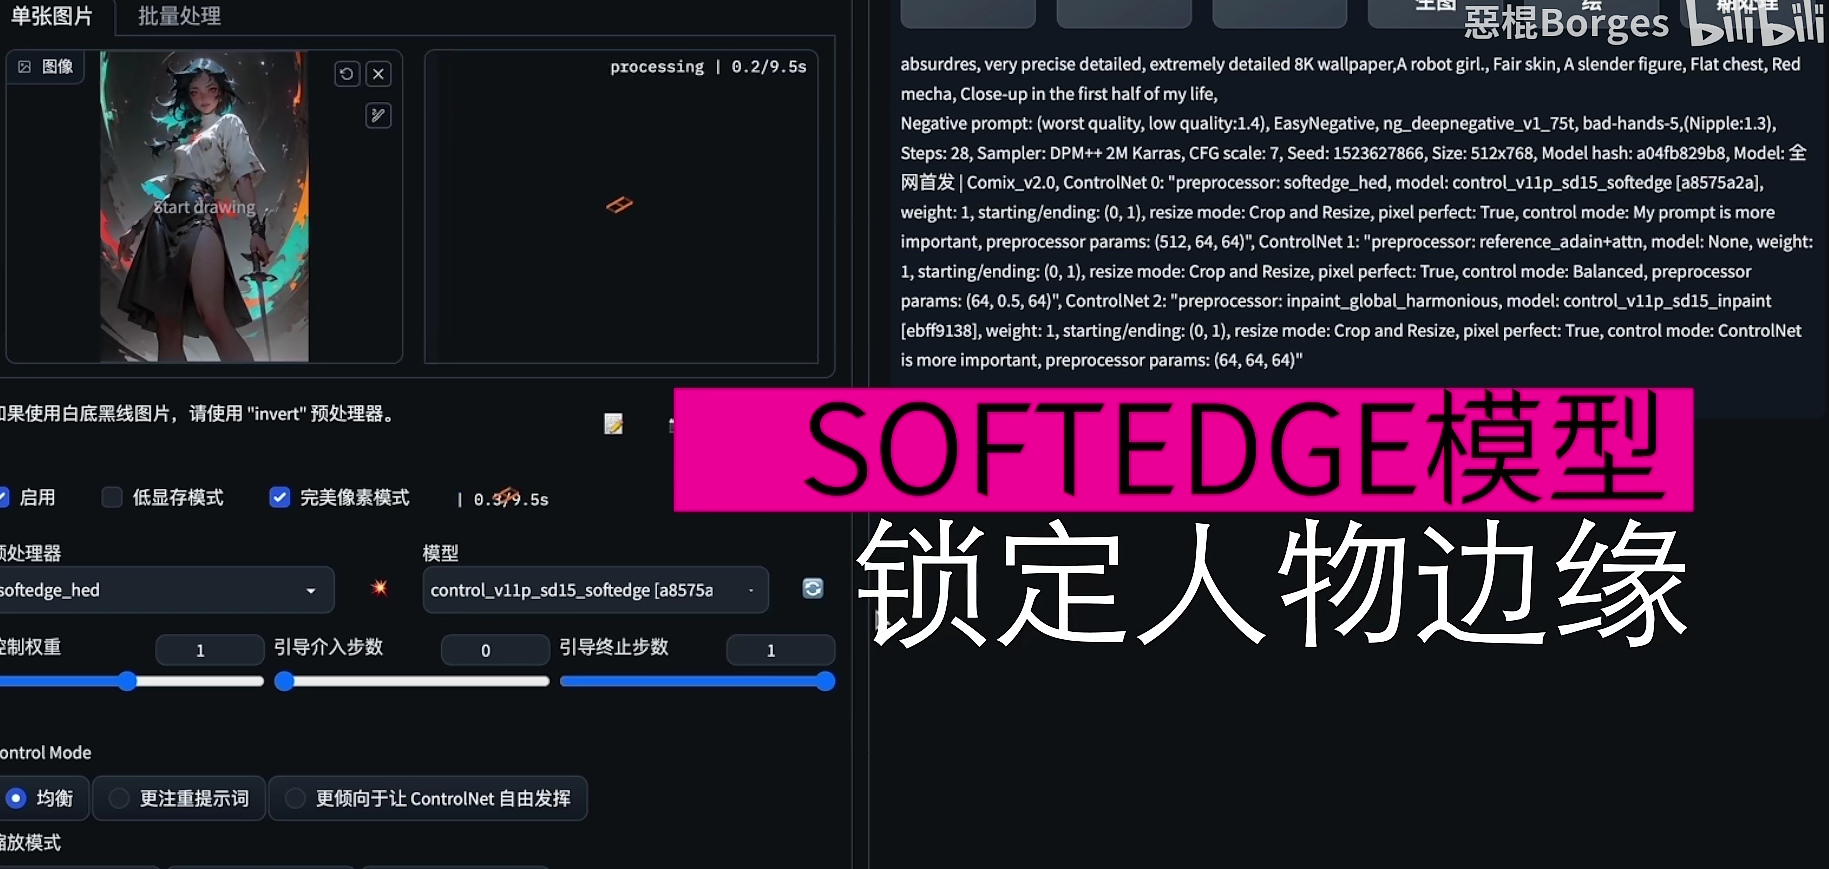 单张图片
批量处理
惡棍Borges
bilibili
图像
processing | 0.2/9.5s
Start drawing
absurdres, very precise detailed, extremely detailed 8K wallpaper,A robot girl., Fair skin, A slender figure, Flat chest, Red
mecha, Close-up in the first half of my life,
Negative prompt: (worst quality, low quality:1.4), EasyNegative, ng_deepnegative_v1_75t, bad-hands-5,(Nipple:1.3),
Steps: 28, Sampler: DPM++ 2M Karras, CFG scale: 7, Seed: 1523627866, Size: 512x768, Model hash: a04fb829b8, Model: 全
网首发 | Comix_v2.0, ControlNet 0: "preprocessor: softedge_hed, model: control_v11p_sd15_softedge [a8575a2a],
weight: 1, starting/ending: (0, 1), resize mode: Crop and Resize, pixel perfect: True, control mode: My prompt is more
important, preprocessor params: (512, 64, 64)", ControlNet 1: "preprocessor: reference_adain+attn, model: None, weight:
1, starting/ending: (0, 1), resize mode: Crop and Resize, pixel perfect: True, control mode: Balanced, preprocessor
params: (64, 0.5, 64)", ControlNet 2: "preprocessor: inpaint_global_harmonious, model: control_v11p_sd15_inpaint
[ebff9138], weight: 1, starting/ending: (0, 1), resize mode: Crop and Resize, pixel perfect: True, control mode: ControlNet
is more important, preprocessor params: (64, 64, 64)"
如果使用白底黑线图片，请使用 "invert" 预处理器。
SOFTEDGE模型
锁定人物边缘
启用
低显存模式
完美像素模式
| 0.3/9.5s
预处理器
模型
softedge_hed
control_v11p_sd15_softedge [a8575a
控制权重
1
引导介入步数
0
引导终止步数
1
ontrol Mode
均衡
更注重提示词
更倾向于让 ControlNet 自由发挥
缩放模式